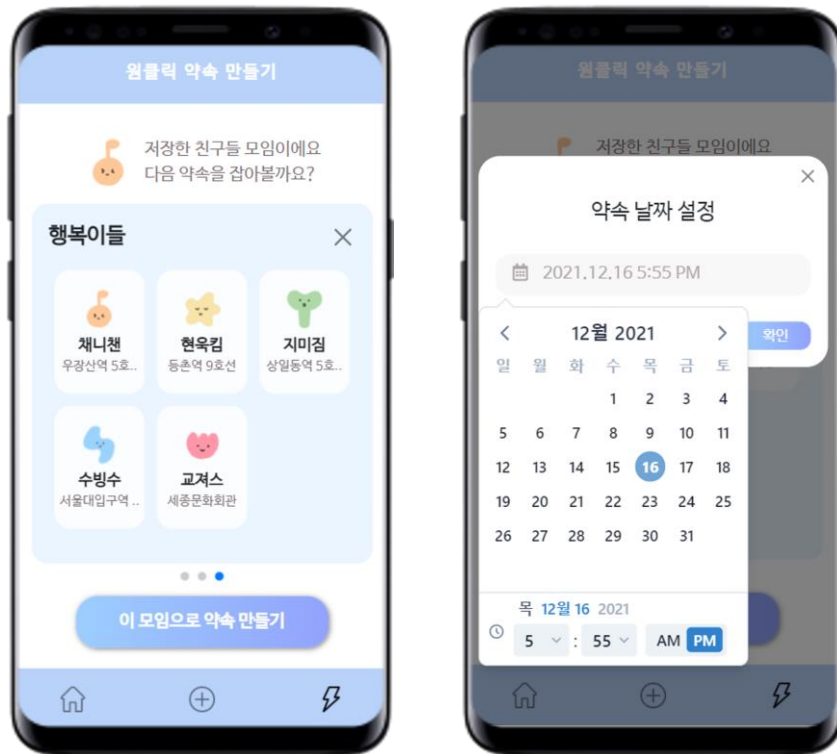 원클릭 약속 만들기
저장한 친구들 모임이에요
다음 약속을 잡아볼까요?
행복이들
채니챈 현욱킴 지미짐
우장산역 5호.. 등촌역 9호선 상일동역 5호..
수빙수 교져스
서울대입구역 .. 세종문화회관
이 모임으로 약속 만들기
원클릭 약속 만들기
저장한 친구들 모임이에요
약속 날짜 설정
2021.12.16 5:55 PM
확인
12월 2021
일 월 화 수 목 금 토
1 2 3 4
5 6 7 8 9 10 11
12 13 14 15 16 17 18
19 20 21 22 23 24 25
26 27 28 29 30 31
목 12월 16 2021
5 : 55 AM PM